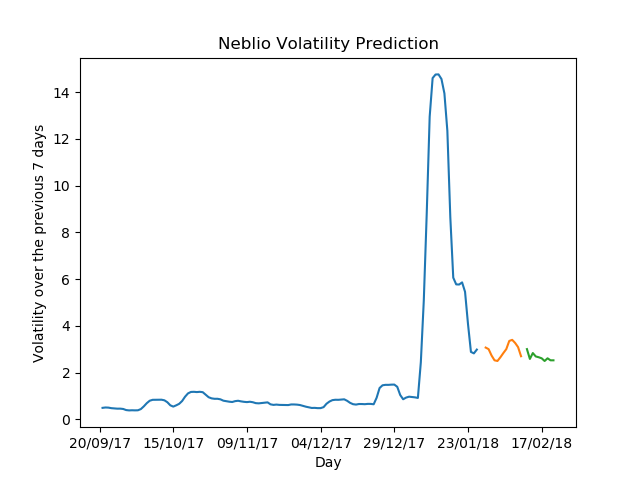 Neblio Volatility Prediction
Volatility over the previous 7 days
14
12
10
8
6
4
2
0
20/09/17 15/10/17 09/11/17 04/12/17 29/12/17 23/01/18 17/02/18
Day